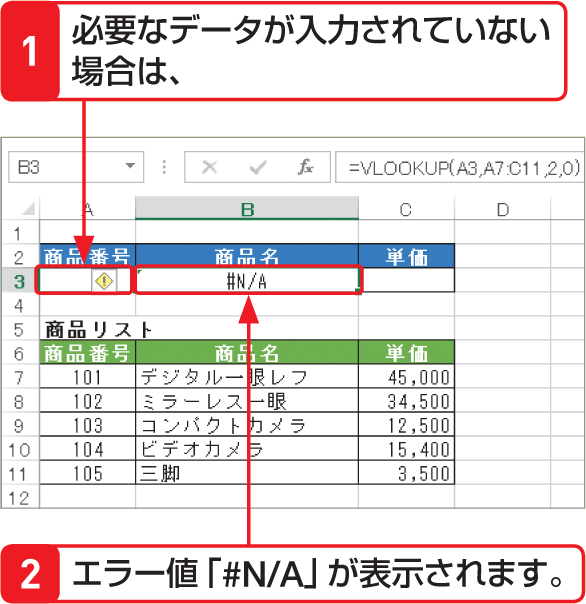 1 必要なデータが入力されていない
場合は、
B3 fx =VLOOKUP(A3,A7:C11,2,0)
A B C D
1
2 商品番号 商品名 単価
3 #N/A
4
5 商品リスト
6 商品番号 商品名 単価
7 101 デジタル一眼レフ 45,000
8 102 ミラーレス一眼 34,500
9 103 コンパクトカメラ 12,500
10 104 ビデオカメラ 15,400
11 105 三脚 3,500
12
2 エラー値「#N/A」が表示されます。